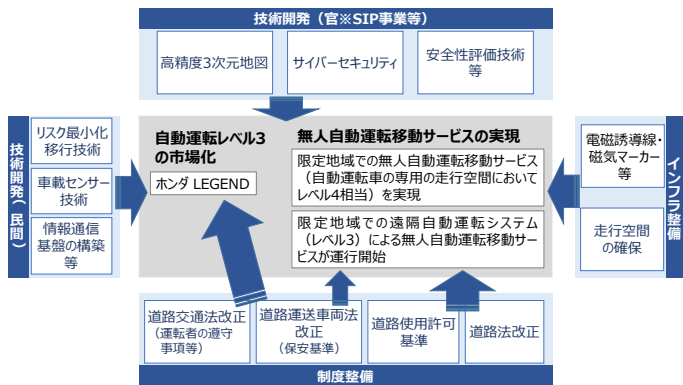 技術開発（官※SIP事業等）
高精度3次元地図
サイバーセキュリティ
安全性評価技術
等
技術開発（民間）
リスク最小化
移行技術
車載センサー
技術
情報通信
基盤の構築
等
自動運転レベル3
の市場化
ホンダ LEGEND
無人自動運転移動サービスの実現
限定地域での無人自動運転移動サービス
（自動運転車の専用の走行空間において
レベル4相当）を実現
限定地域での遠隔自動運転システム
（レベル3）による無人自動運転移動サー
ビスが運行開始
電磁誘導線・
磁気マーカー
等
走行空間
の確保
インフラ整備
道路交通法改正
（運転者の遵守
事項等）
道路運送車両法
改正
（保安基準）
道路使用許可
基準
道路法改正
制度整備